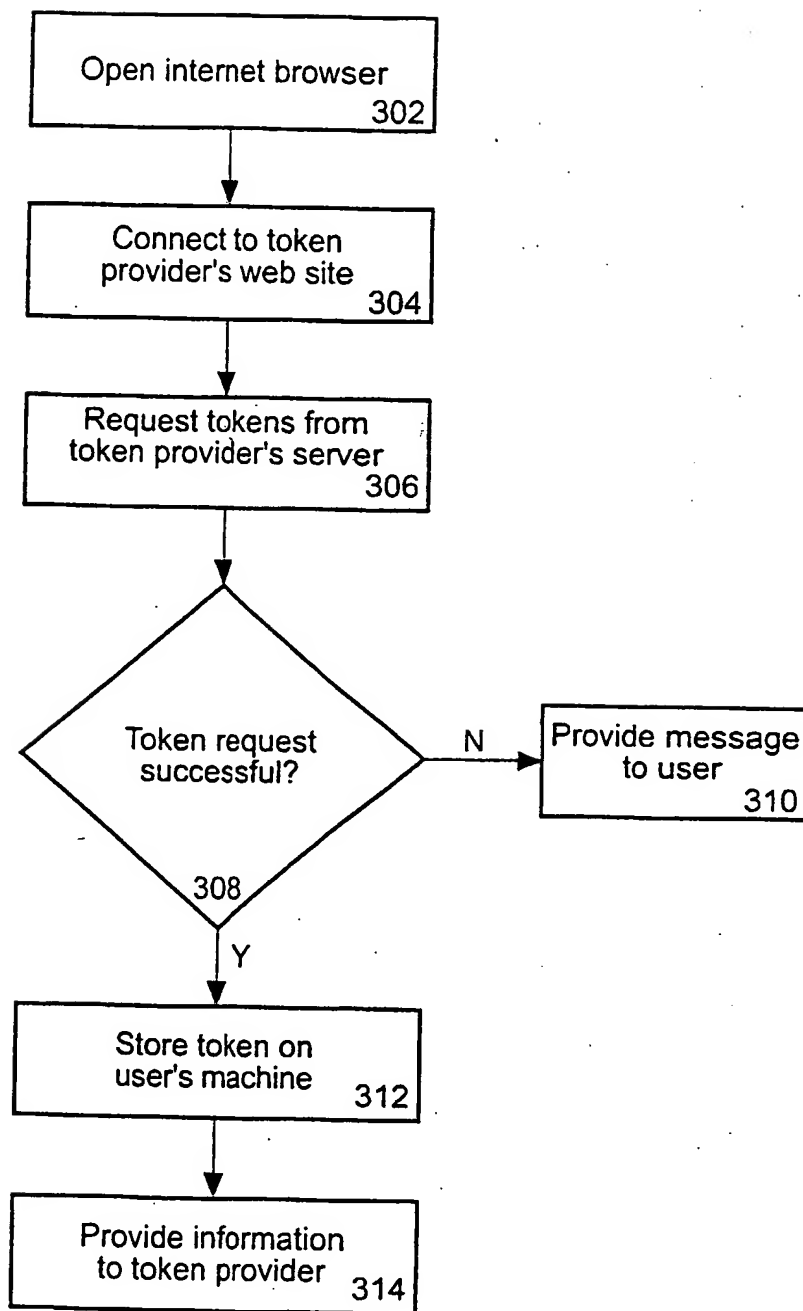 Open internet browser
302
Connect to token
provider's web site
304
Request tokens from
token provider's server
306
Token request
successful?
308
N
Provide message
to user
310
Y
Store token on
user's machine
312
Provide information
to token provider
314